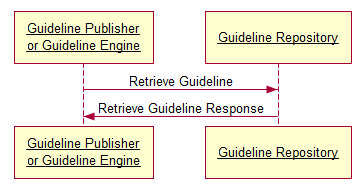 Guideline Publisher
or Guideline Engine
Guideline Repository
Retrieve Guideline
Retrieve Guideline Response
Guideline Publisher
or Guideline Engine
Guideline Repository